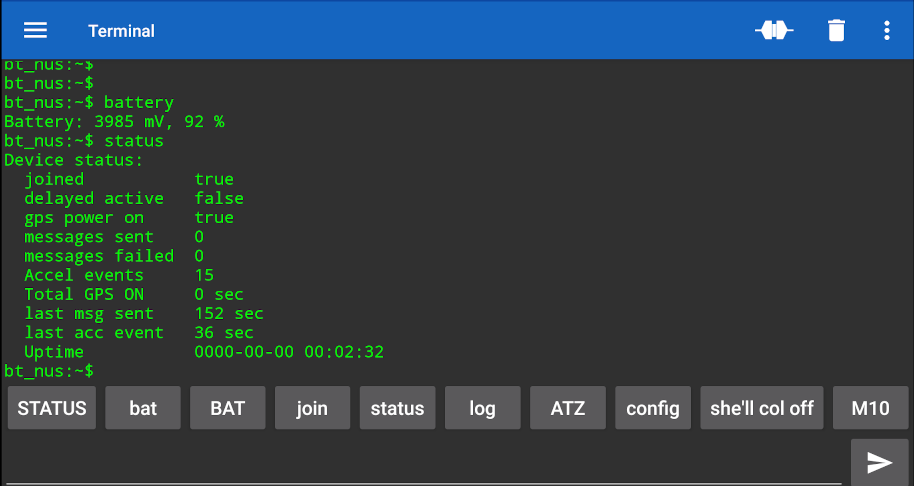 Terminal
bt_nus:~$
bt_nus:~$
bt_nus:~$ battery
Battery: 3985 mV, 92 %
bt_nus:~$ status
Device status:
joined true
delayed active false
gps power on true
messages sent 0
messages failed 0
Accel events 15
Total GPS ON 0 sec
last msg sent 152 sec
last acc event 36 sec
Uptime 0000-00-00 00:02:32
bt_nus:~$
STATUS bat BAT join status log ATZ config she'll col off M10